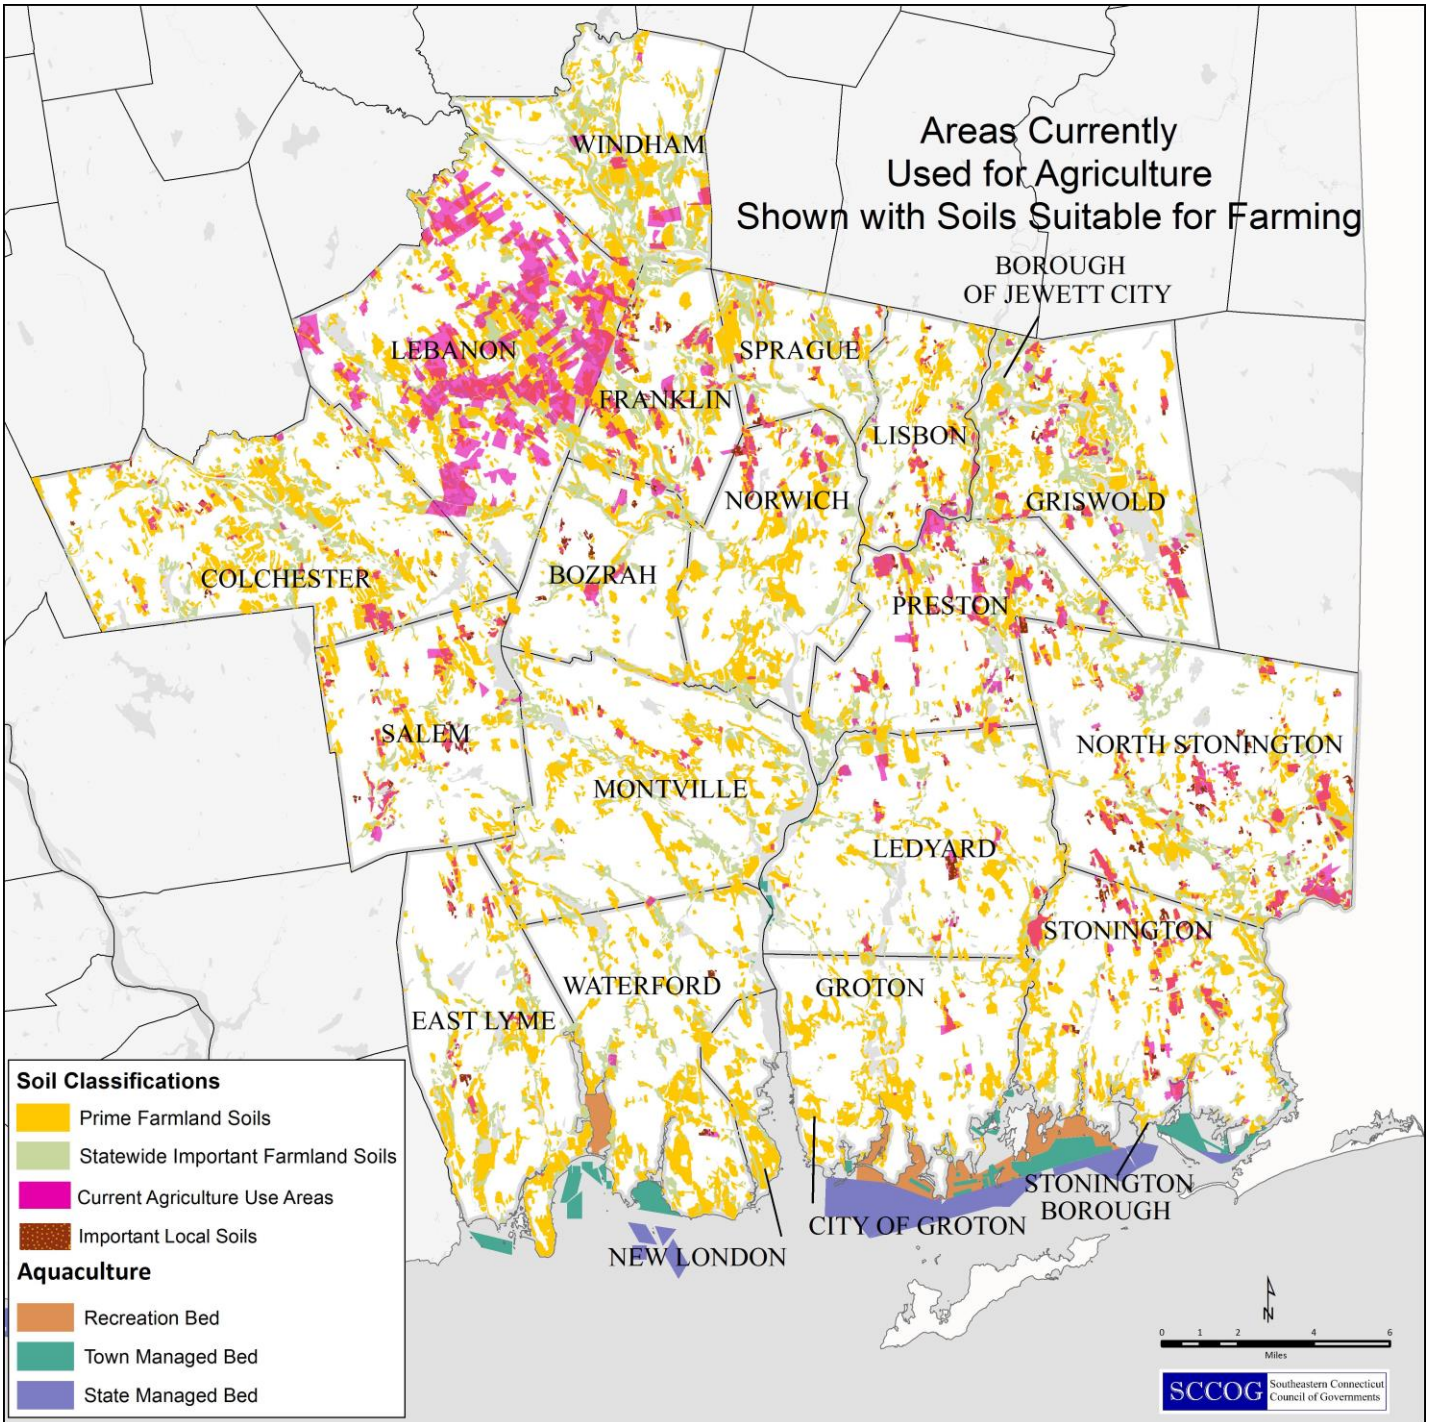 Areas Currently
Used for Agriculture
Shown with Soils Suitable for Farming
WINDHAM
BOROUGH
OF JEWETT CITY
LEBANON
SPRAGUE
FRANKLIN
LISBON
NORWICH
GRISWOLD
COLCHESTER
BOZRAH
PRESTON
SALEM
NORTH STONINGTON
MONTVILLE
LEDYARD
STONINGTON
WATERFORD
GROTON
EAST LYME
STONINGTON
BOROUGH
CITY OF GROTON
NEW LONDON
Soil Classifications
Prime Farmland Soils
Statewide Important Farmland Soils
Current Agriculture Use Areas
Important Local Soils
Aquaculture
Recreation Bed
Town Managed Bed
State Managed Bed
N
0 1 2 4 6
Miles
SCCOG
Southeastern Connecticut
Council of Governments